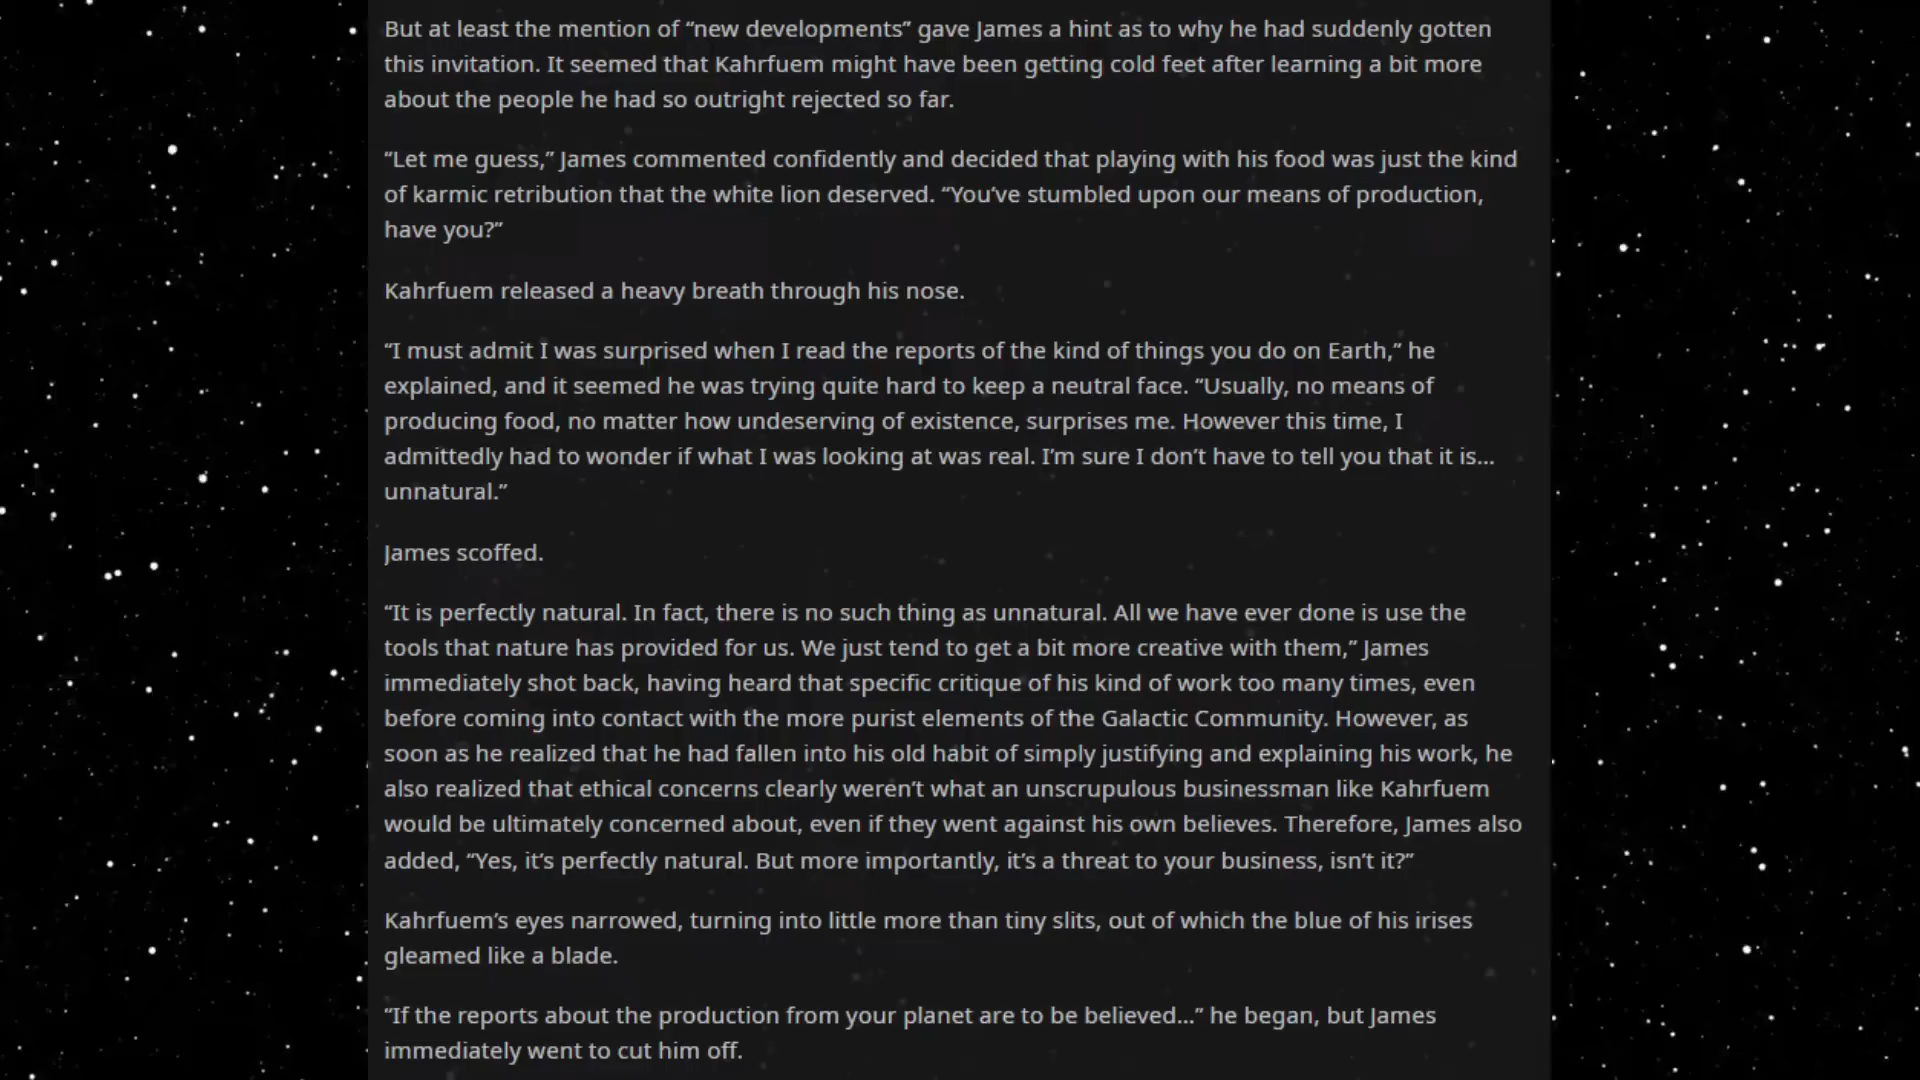 But at least the mention of “new developments” gave James a hint as to why he had suddenly gotten
this invitation. It seemed that Kahrfuem might have been getting cold feet after learning a bit more
about the people he had so outright rejected so far.
“Let me guess,” James commented confidently and decided that playing with his food was just the kind
of karmic retribution that the white lion deserved. “You’ve stumbled upon our means of production,
have you?”
Kahrfuem released a heavy breath through his nose.
“I must admit I was surprised when I read the reports of the kind of things you do on Earth,” he
explained, and it seemed he was trying quite hard to keep a neutral face. “Usually, no means of
producing food, no matter how undeserving of existence, surprises me. However this time, I
admittedly had to wonder if what I was looking at was real. I’m sure I don’t have to tell you that it is…
unnatural.”
James scoffed.
“It is perfectly natural. In fact, there is no such thing as unnatural. All we have ever done is use the
tools that nature has provided for us. We just tend to get a bit more creative with them,” James
immediately shot back, having heard that specific critique of his kind of work too many times, even
before coming into contact with the more purist elements of the Galactic Community. However, as
soon as he realized that he had fallen into his old habit of simply justifying and explaining his work, he
also realized that ethical concerns clearly weren’t what an unscrupulous businessman like Kahrfuem
would be ultimately concerned about, even if they went against his own believes. Therefore, James also
added, “Yes, it’s perfectly natural. But more importantly, it’s a threat to your business, isn’t it?”
Kahrfuem’s eyes narrowed, turning into little more than tiny slits, out of which the blue of his irises
gleamed like a blade.
“If the reports about the production from your planet are to be believed…” he began, but James
immediately went to cut him off.